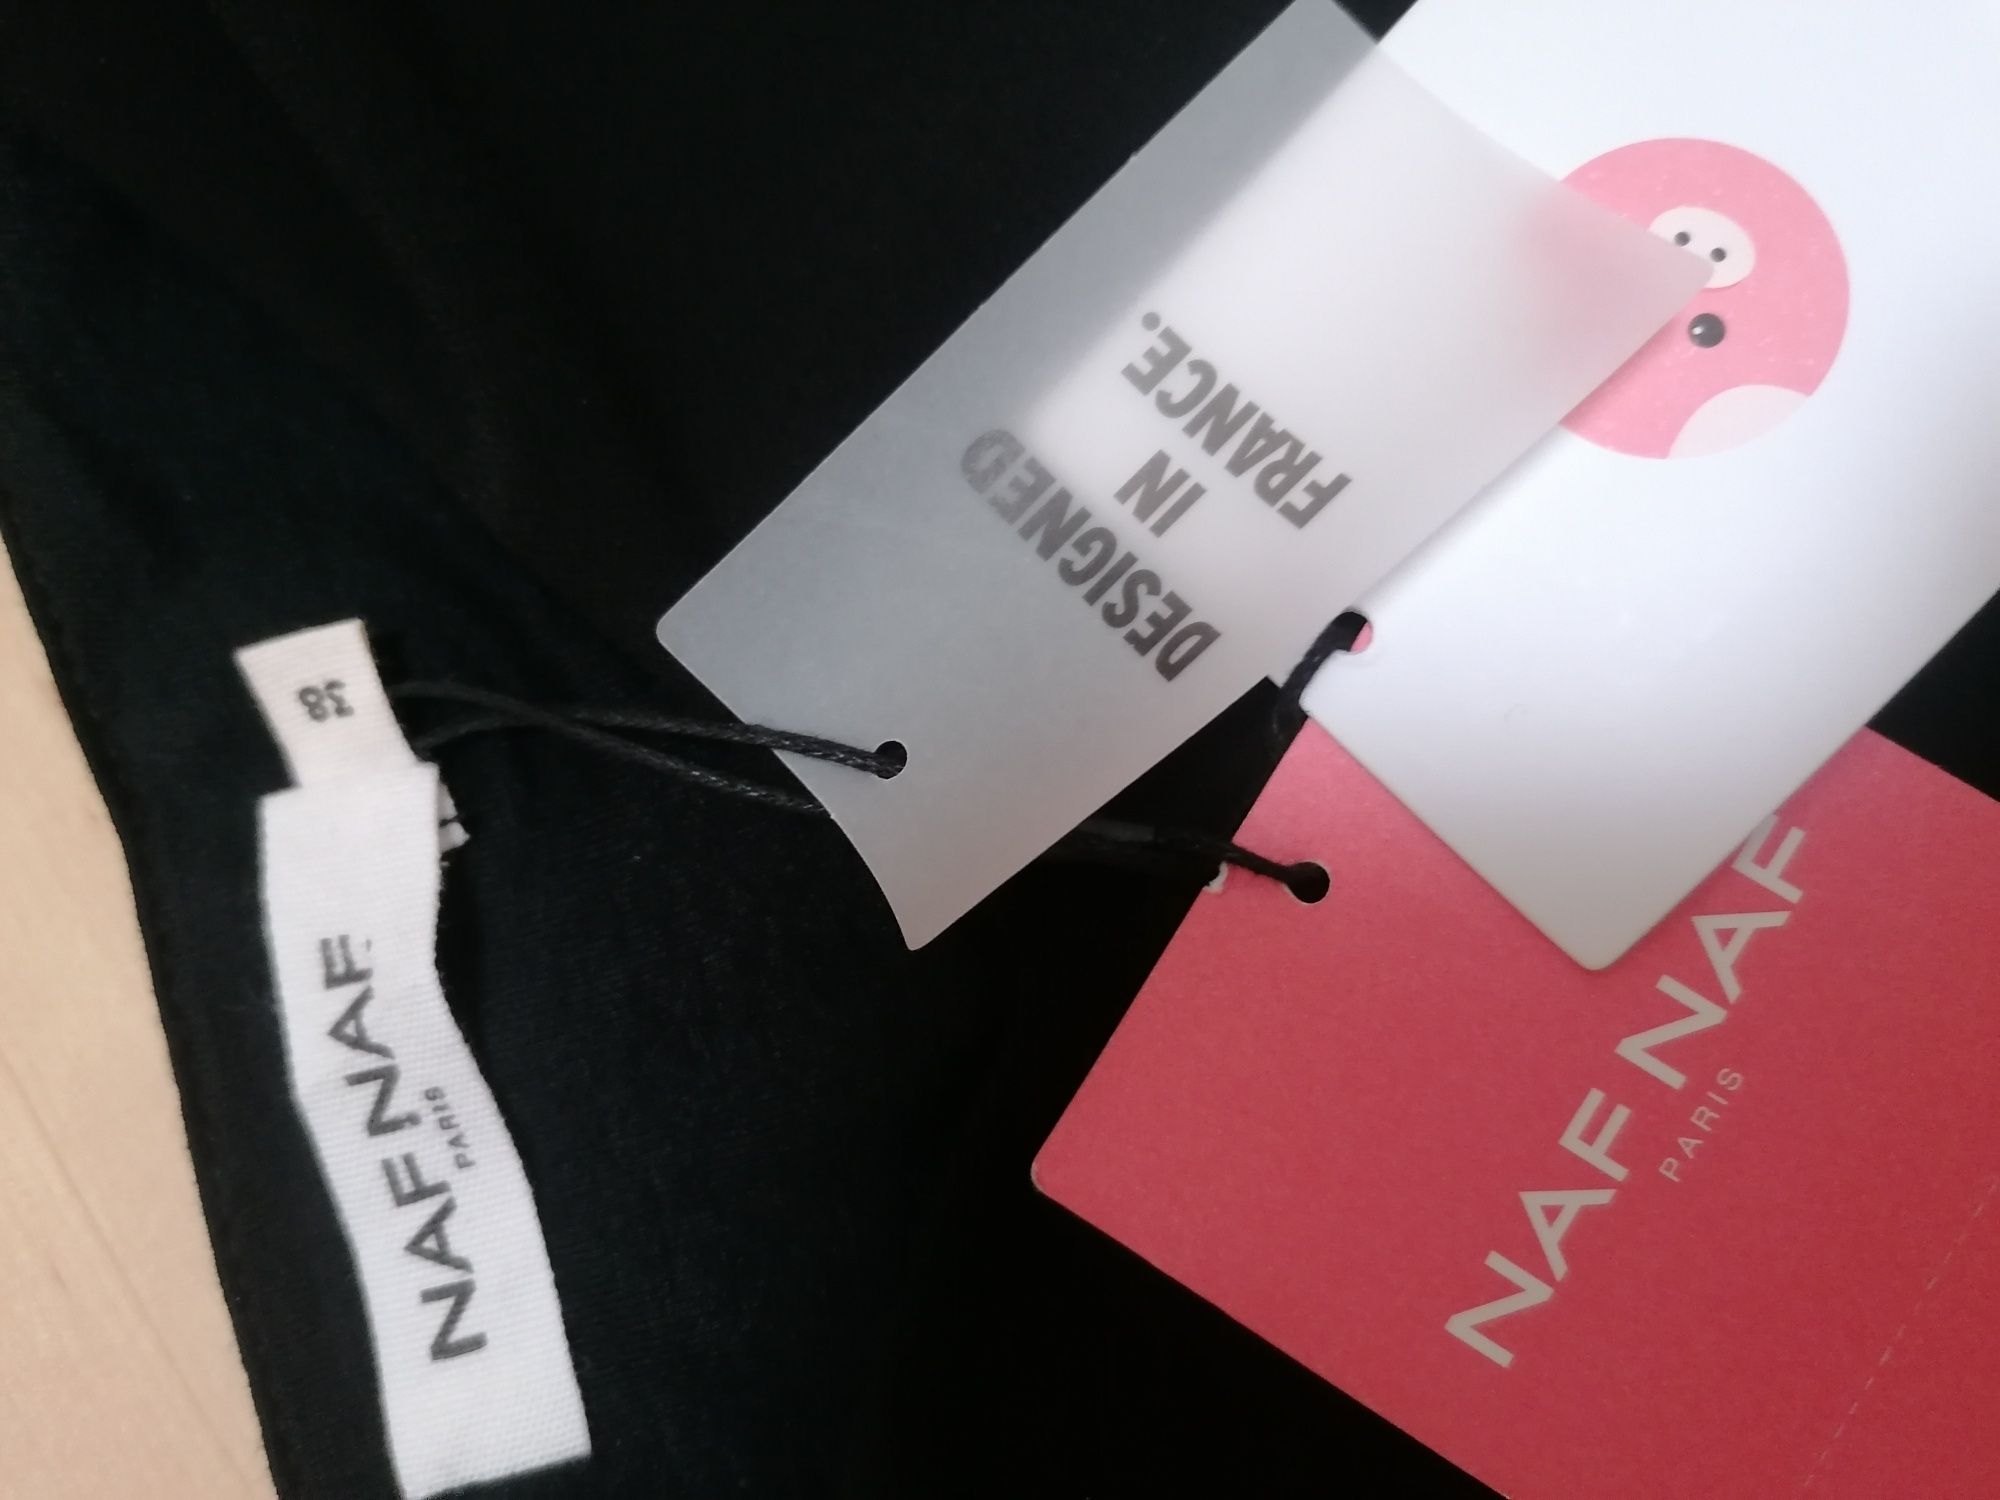 38
NAF NAF
PARIS
DESIGNED
IN
FRANCE.
NAF NAF
PARIS